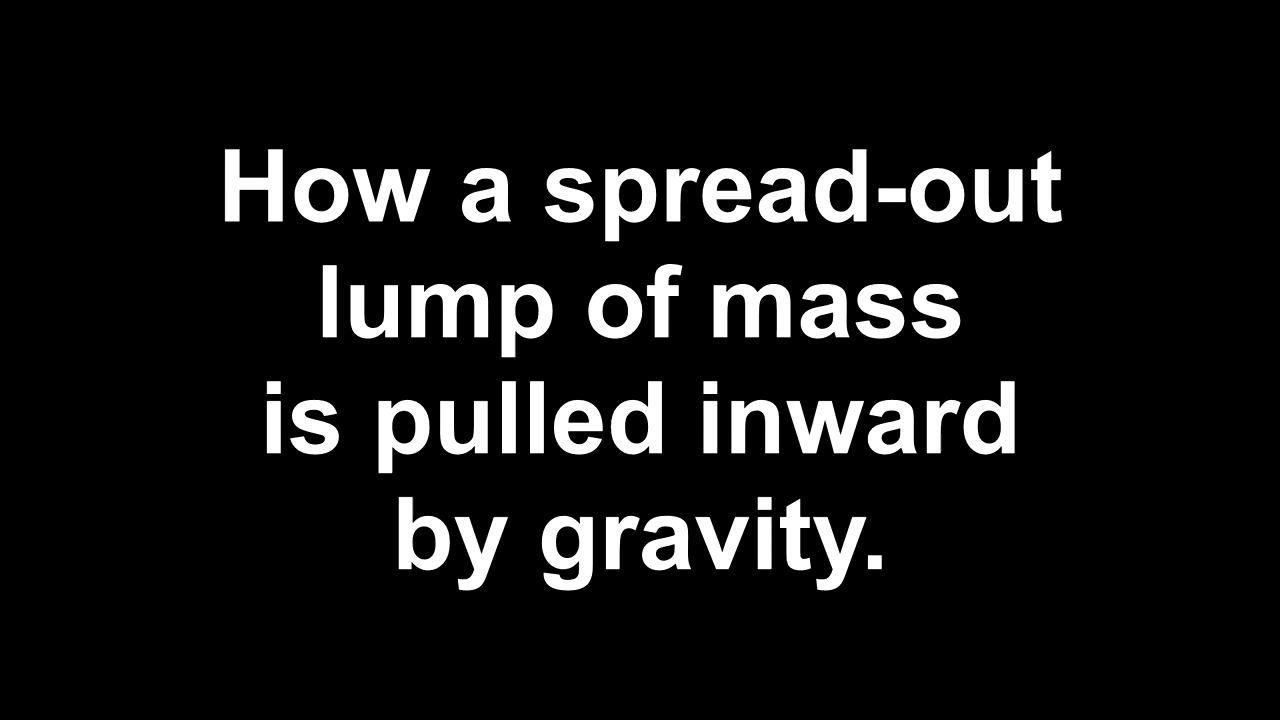 How a spread-out
lump of mass
is pulled inward
by gravity.